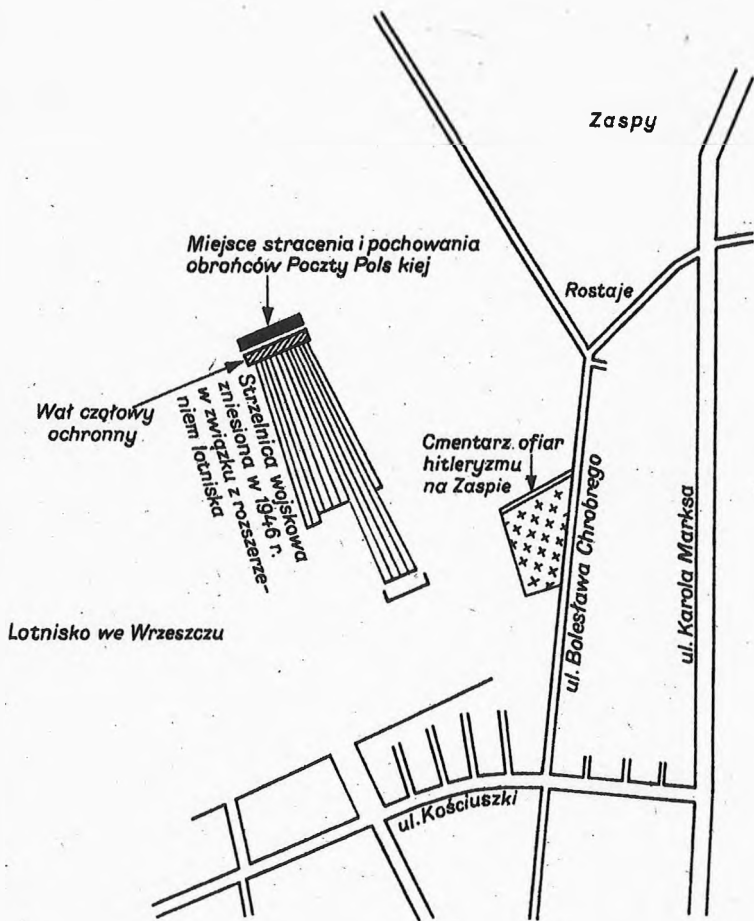 Zaspy
Miejsce stracenia i pochowania
obrońców Poczty Pols kiej
Rostaje
Wał czołowy
ochronny
Strzelnica wojskowa
zniesiona w 1946 r.
w związku z rozszerze-
niem lotniska
Cmentarz ofiar
hitleryzmu
na Zaspie
ul. Bolesława Chrobrego
ul. Karola Marksa
Lotnisko we Wrzeszczu
ul. Kościuszki